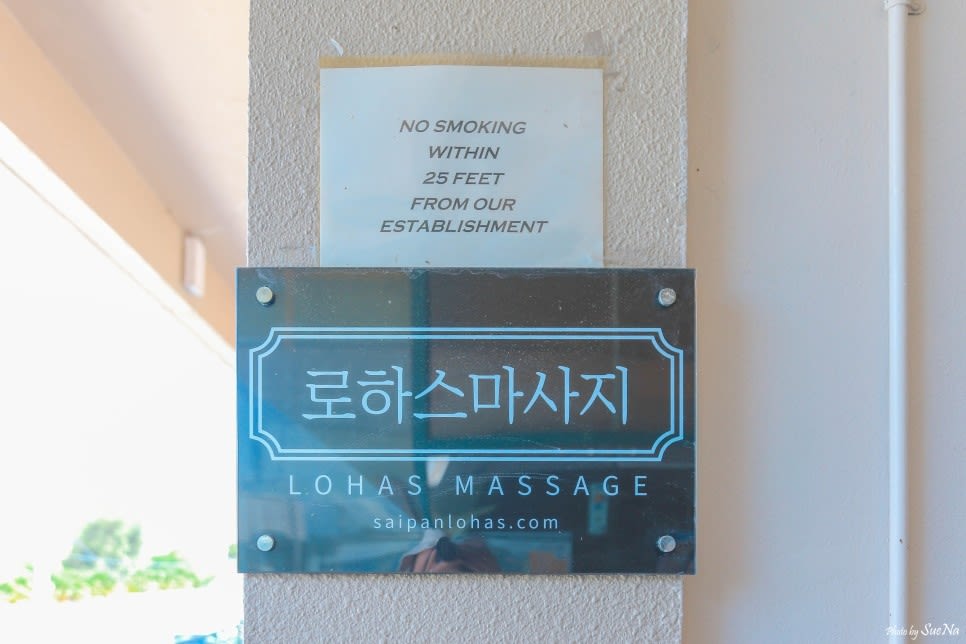 NO SMOKING
WITHIN
25 FEET
FROM OUR
ESTABLISHMENT
로하스마사지
LOHAS MASSAGE
saipanlohas.com
Photo by SueNa